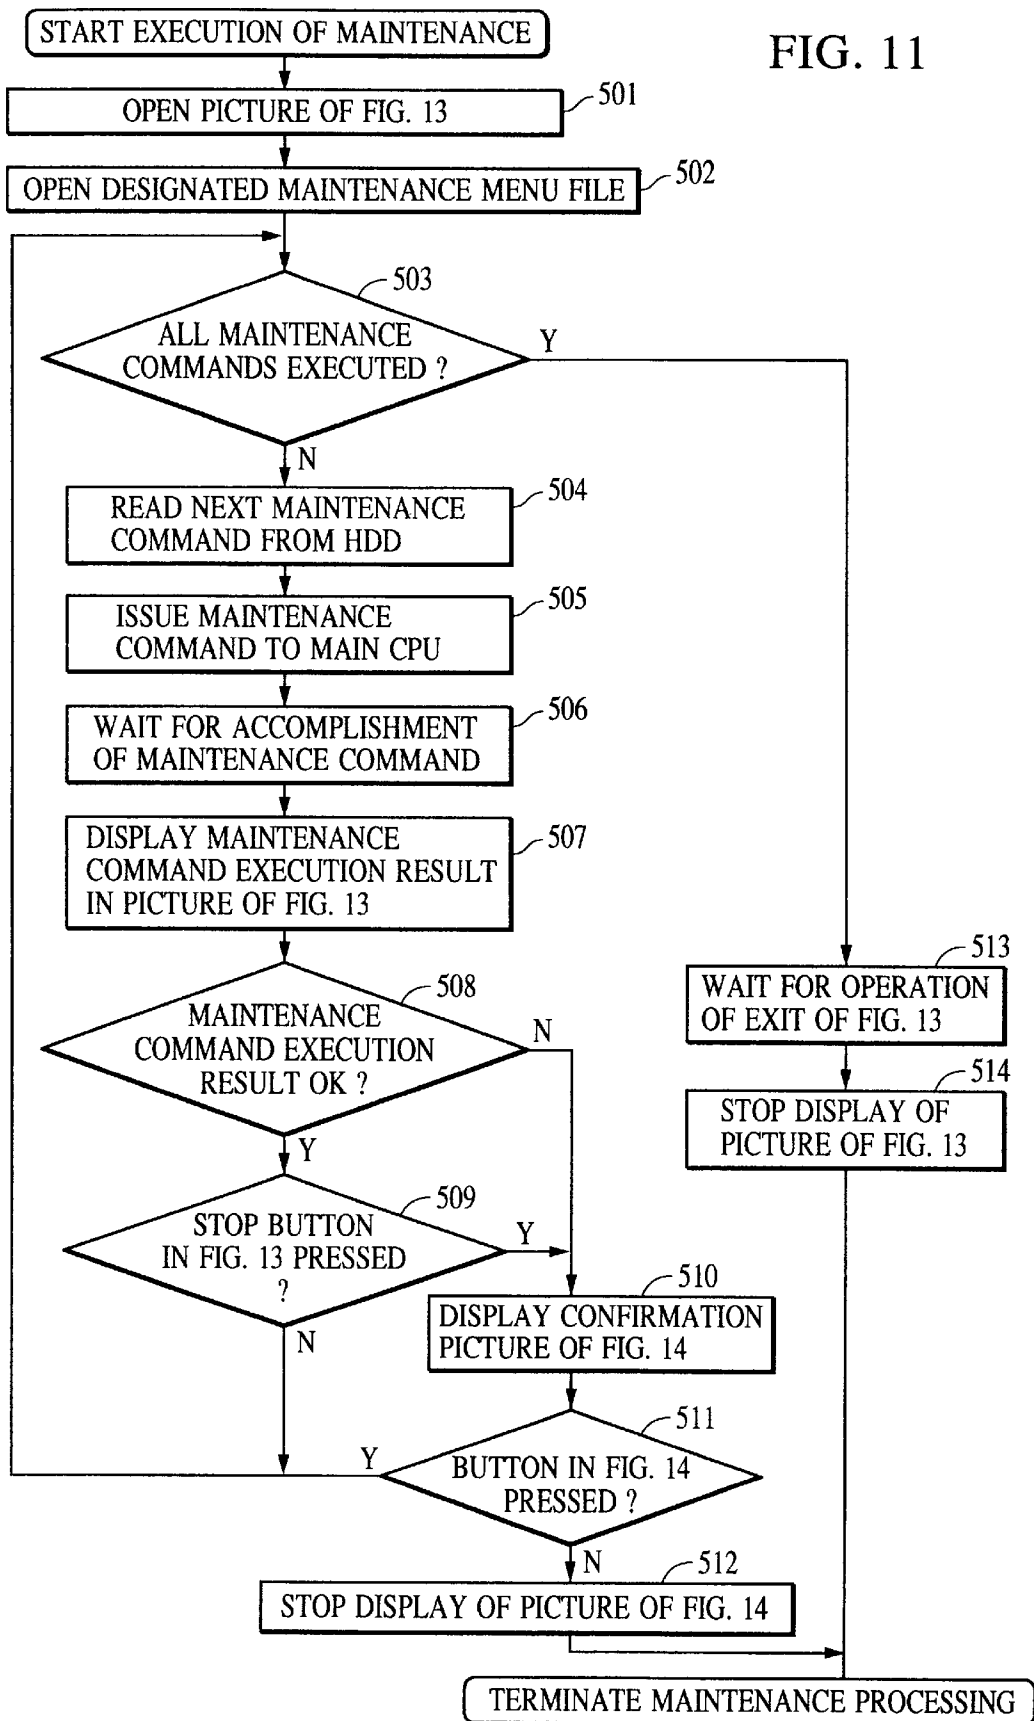 START EXECUTION OF MAINTENANCE
FIG. 11
OPEN PICTURE OF FIG. 13
501
OPEN DESIGNATED MAINTENANCE MENU FILE
502
503
ALL MAINTENANCE
COMMANDS EXECUTED ?
Y
N
504
READ NEXT MAINTENANCE
COMMAND FROM HDD
505
ISSUE MAINTENANCE
COMMAND TO MAIN CPU
506
WAIT FOR ACCOMPLISHMENT
OF MAINTENANCE COMMAND
507
DISPLAY MAINTENANCE
COMMAND EXECUTION RESULT
IN PICTURE OF FIG. 13
508
MAINTENANCE
COMMAND EXECUTION
RESULT OK ?
N
Y
513
WAIT FOR OPERATION
OF EXIT OF FIG. 13
514
STOP DISPLAY OF
PICTURE OF FIG. 13
509
STOP BUTTON
IN FIG. 13 PRESSED
?
Y
N
510
DISPLAY CONFIRMATION
PICTURE OF FIG. 14
511
BUTTON IN FIG. 14
PRESSED ?
Y
N
512
STOP DISPLAY OF PICTURE OF FIG. 14
TERMINATE MAINTENANCE PROCESSING